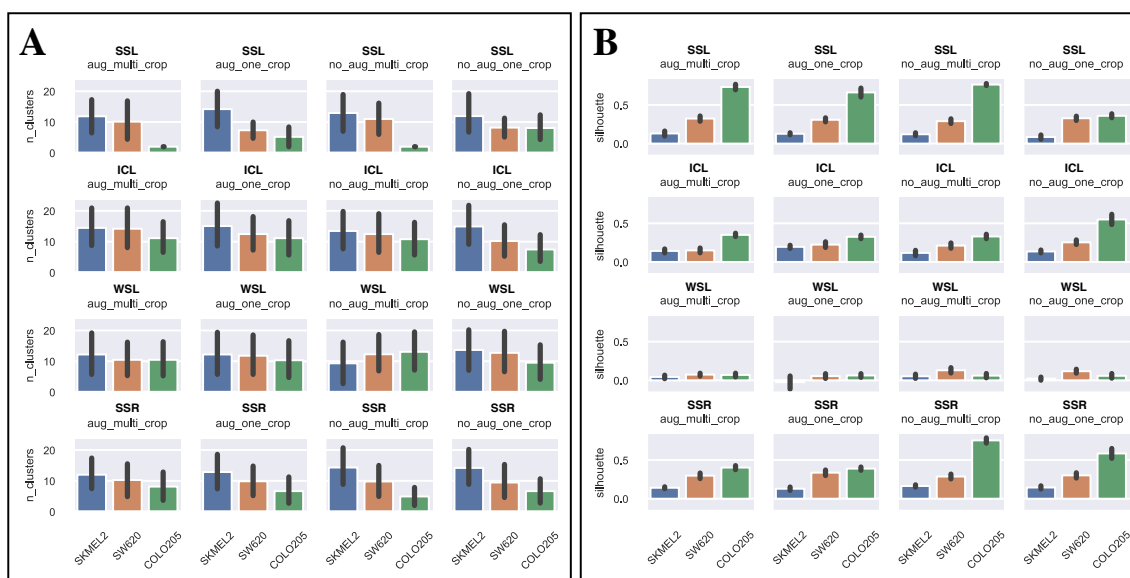 A
SSL SSL SSL SSL
aug_multi_crop aug_one_crop no_aug_multi_crop no_aug_one_crop
n_clusters
20
10
0
ICL ICL ICL ICL
aug_multi_crop aug_one_crop no_aug_multi_crop no_aug_one_crop
n_clusters
20
10
0
WSL WSL WSL WSL
aug_multi_crop aug_one_crop no_aug_multi_crop no_aug_one_crop
n_clusters
20
10
0
SSR SSR SSR SSR
aug_multi_crop aug_one_crop no_aug_multi_crop no_aug_one_crop
n_clusters
20
10
0
SKMEL2 SW620 COLO205 SKMEL2 SW620 COLO205 SKMEL2 SW620 COLO205 SKMEL2 SW620 COLO205
B
SSL SSL SSL SSL
aug_multi_crop aug_one_crop no_aug_multi_crop no_aug_one_crop
silhouette
0.5
0.0
ICL ICL ICL ICL
aug_multi_crop aug_one_crop no_aug_multi_crop no_aug_one_crop
silhouette
0.5
0.0
WSL WSL WSL WSL
aug_multi_crop aug_one_crop no_aug_multi_crop no_aug_one_crop
silhouette
0.5
0.0
SSR SSR SSR SSR
aug_multi_crop aug_one_crop no_aug_multi_crop no_aug_one_crop
silhouette
0.5
0.0
SKMEL2 SW620 COLO205 SKMEL2 SW620 COLO205 SKMEL2 SW620 COLO205 SKMEL2 SW620 COLO205